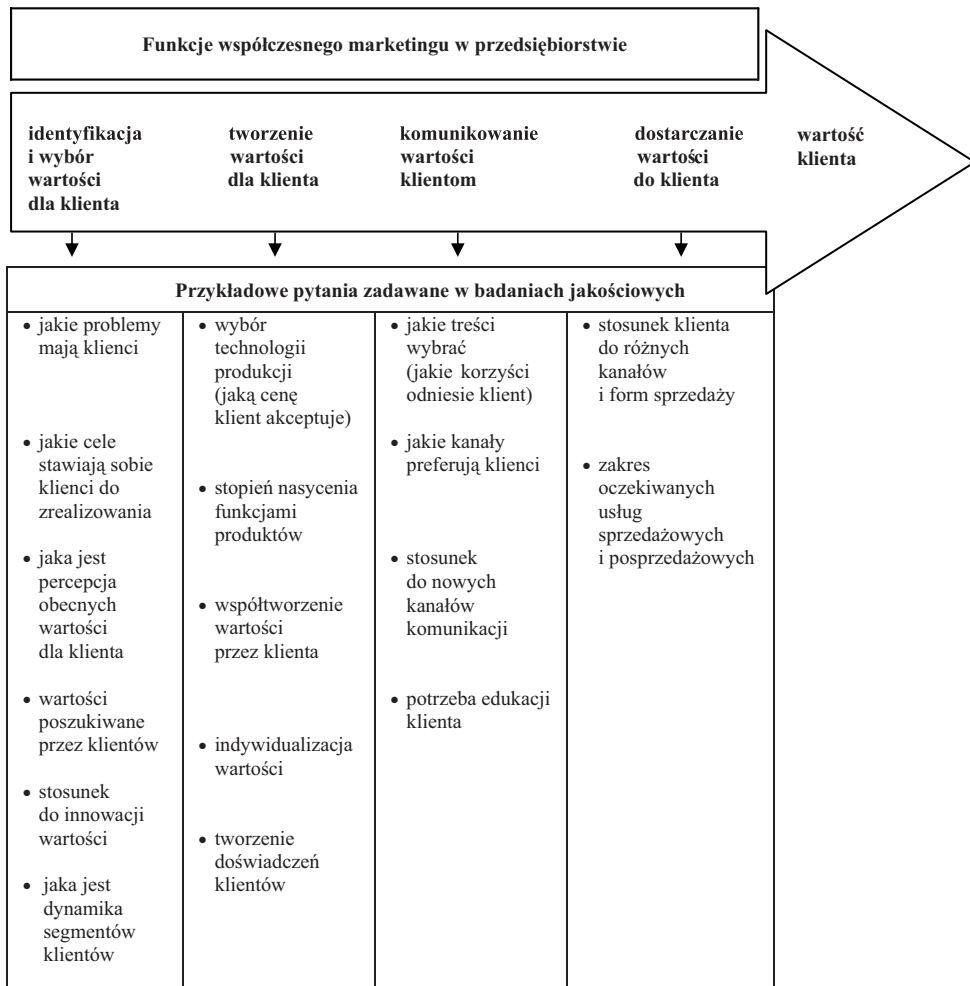 Funkcje współczesnego marketingu w przedsiębiorstwie
identyfikacja
i wybór
wartości
dla klienta
tworzenie
wartości
dla klienta
komunikowanie
wartości
klientom
dostarczanie
wartości
do klienta
wartość
klienta
Przykładowe pytania zadawane w badaniach jakościowych
• jakie problemy
mają klienci
• jakie cele
stawiają sobie
klienci do
zrealizowania
• jaka jest
percepcja
obecnych
wartości
dla klienta
• wartości
poszukiwane
przez klientów
• stosunek
do innowacji
wartości
• jaka jest
dynamika
segmentów
klientów
• wybór
technologii
produkcji
(jaką cenę
klient akceptuje)
• stopień nasycenia
funkcjami
produktów
• współtworzenie
wartości
przez klienta
• indywidualizacja
wartości
• tworzenie
doświadczeń
klientów
• jakie treści
wybrać
(jakie korzyści
odniesie klient)
• jakie kanały
preferują klienci
• stosunek
do nowych
kanałów
komunikacji
• potrzeba edukacji
klienta
• stosunek klienta
do różnych
kanałów
i form sprzedaży
• zakres
oczekiwanych
usług
sprzedażowych
i posprzedażowych